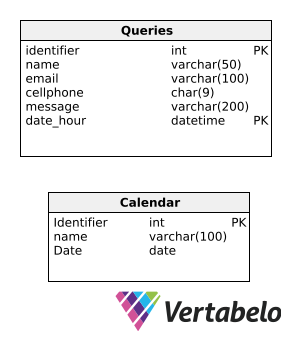 Queries
identifier int PK
name varchar(50)
email varchar(100)
cellphone char(9)
message varchar(200)
date_hour datetime PK
Calendar
Identifier int PK
name varchar(100)
Date date
Vertabelo